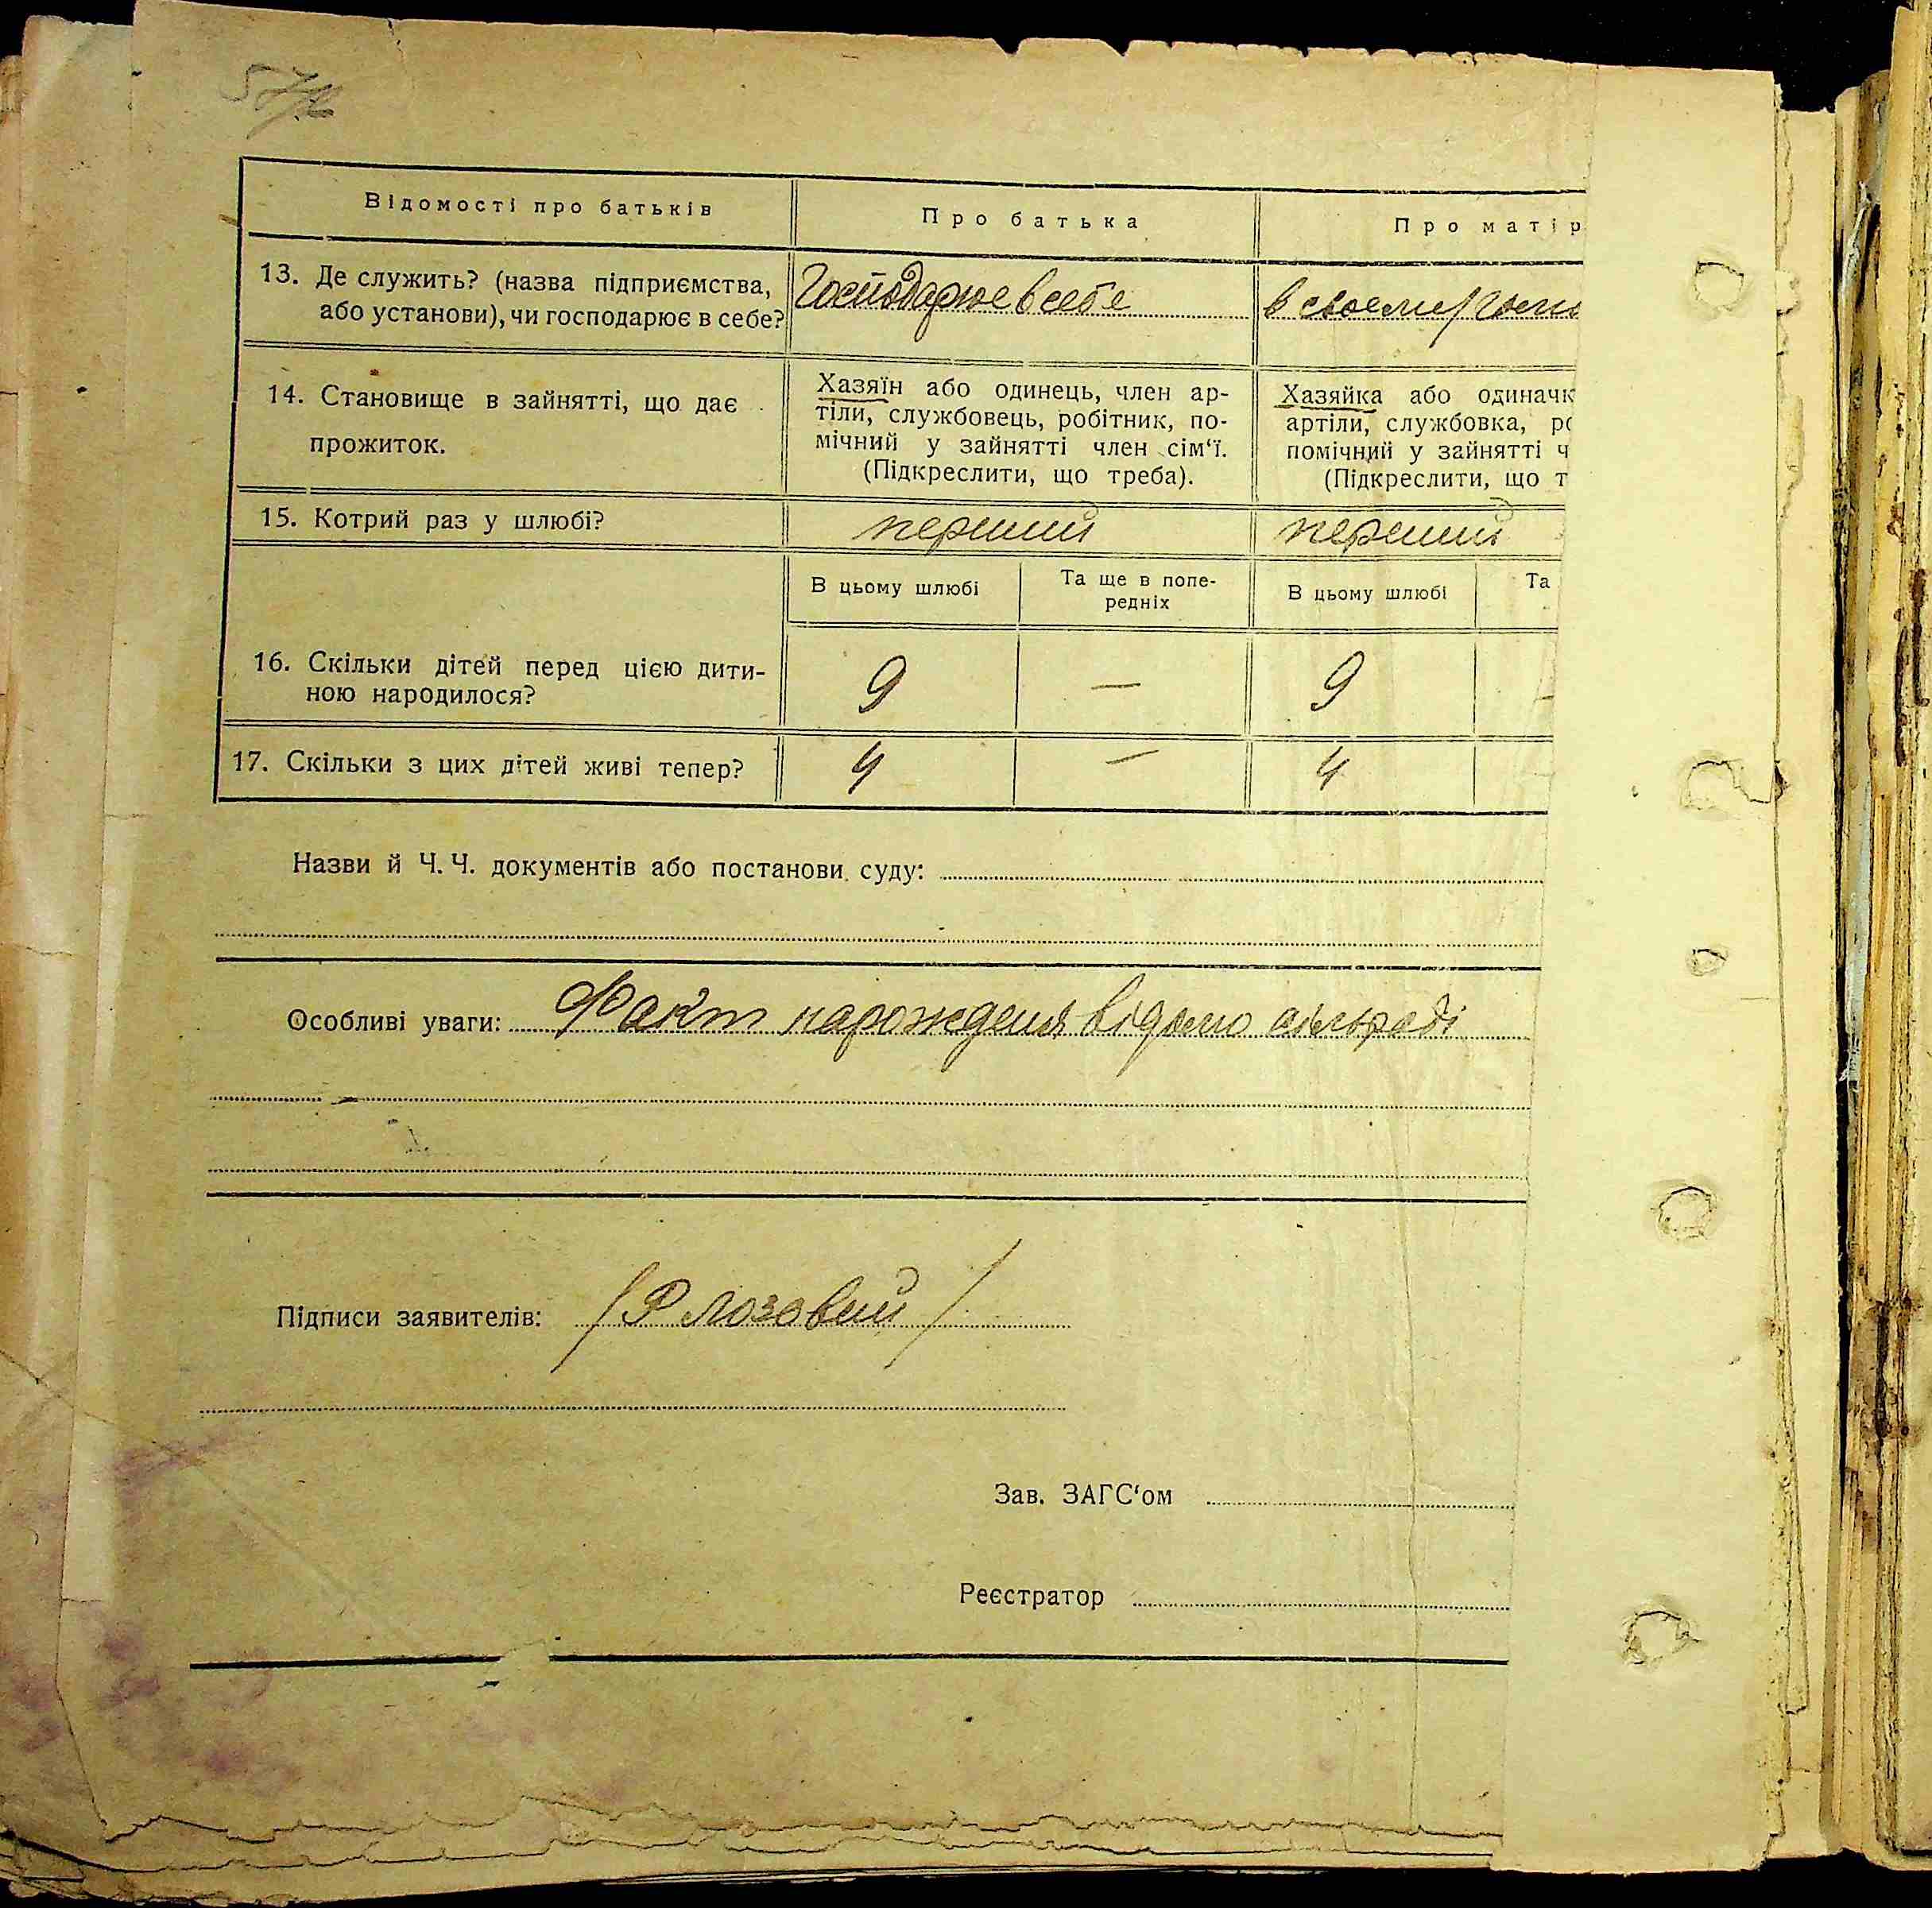 57
Відомості про батьків
Про батька
Про матір
13. Де служить? (назва підприємства,
або установи), чи господарює в себе?
Господарює в себе
в своему госпо
14. Становище в зайнятті, що дає
прожиток.
Хазяїн або одинець, член ар-
тіли, службовець, робітник, по-
мічний у зайнятті член сім‘ї.
(Підкреслити, що треба).
Хазяйка або одиначк
артіли, службовка, ро
помічний у зайнятті ч
(Підкреслити, що т
15. Котрий раз у шлюбі?
перший
перший
В цьому шлюбі
Та ще в попе-
редніх
В цьому шлюбі
Та
16. Скільки дітей перед цією дити-
ною народилося?
9 — 9 -
17. Скільки з цих дітей живі тепер?
4 — 4
Назви й Ч. Ч. документів або постанови суду:
Особливі уваги: Факт нарождения відомо сільраді
Підписи заявителів: / Р Лозовий /
Зав. ЗАГС‘ом
Реєстратор